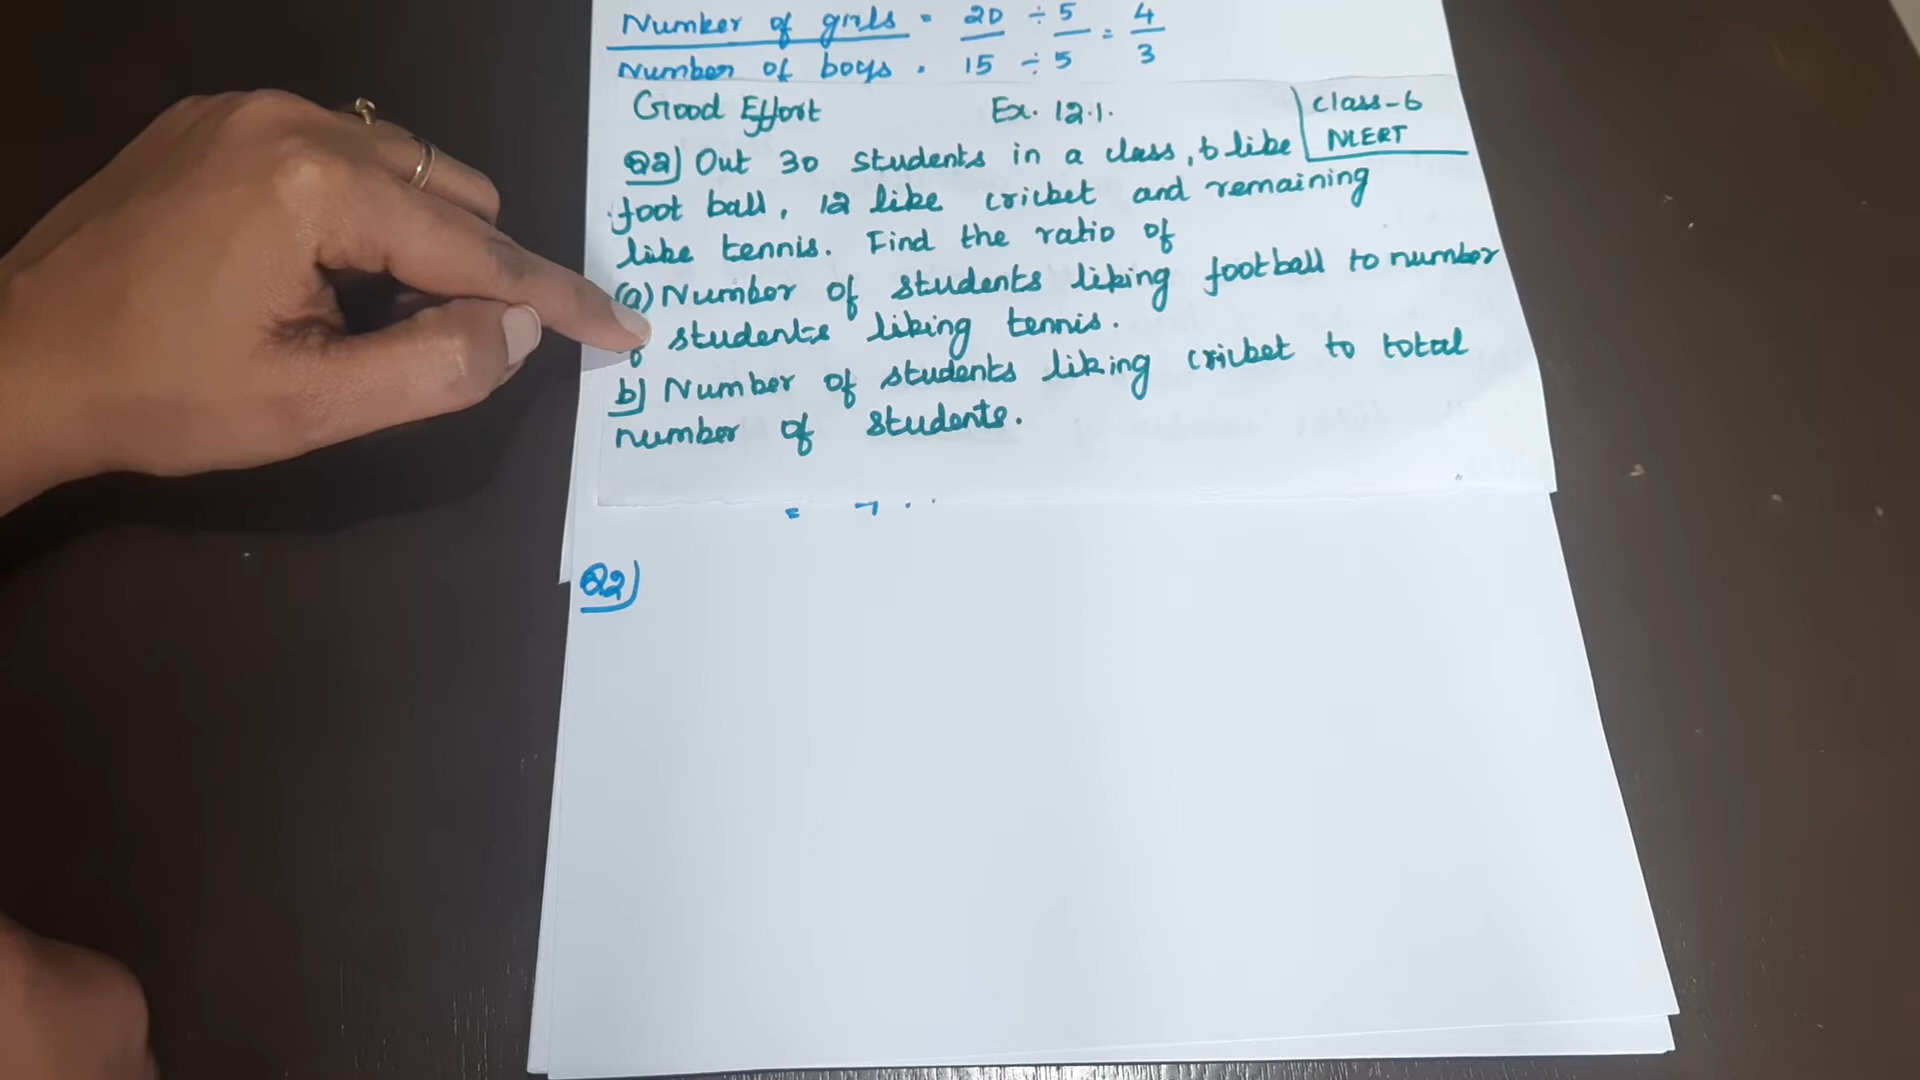 Number of girls = 20 ÷ 5 = 4
Number of boys . 15 ÷ 5 3
Good Effort Ex. 12.1. class-6
NCERT
Q2) Out 30 students in a class, 6 like
foot ball, 12 like cricket and remaining
like tennis. Find the ratio of
(a) Number of students liking football to number
of students liking tennis.
b) Number of students liking cricket to total
number of students.
=
Q2)